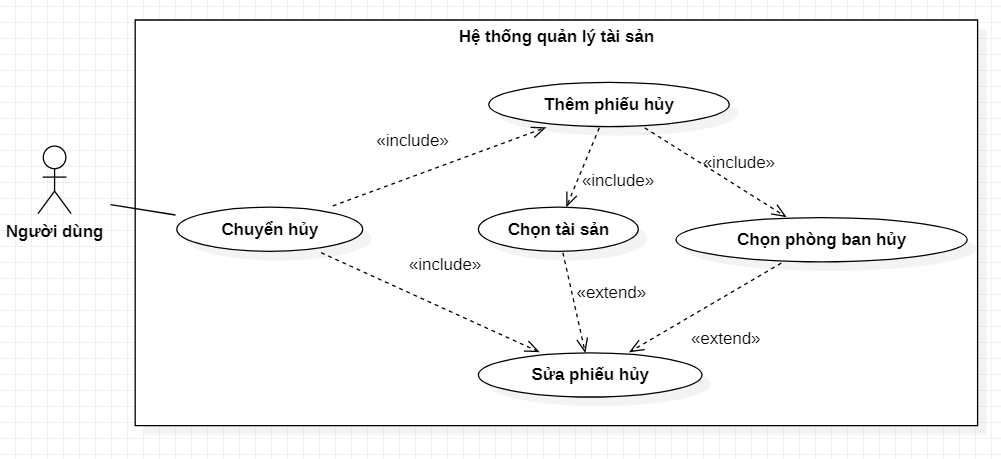 Hệ thống quản lý tài sản
Thêm phiếu hủy
«include»
«include»
«include»
Người dùng
Chuyển hủy
Chọn tài sản
Chọn phòng ban hủy
«include»
«extend»
«extend»
Sửa phiếu hủy